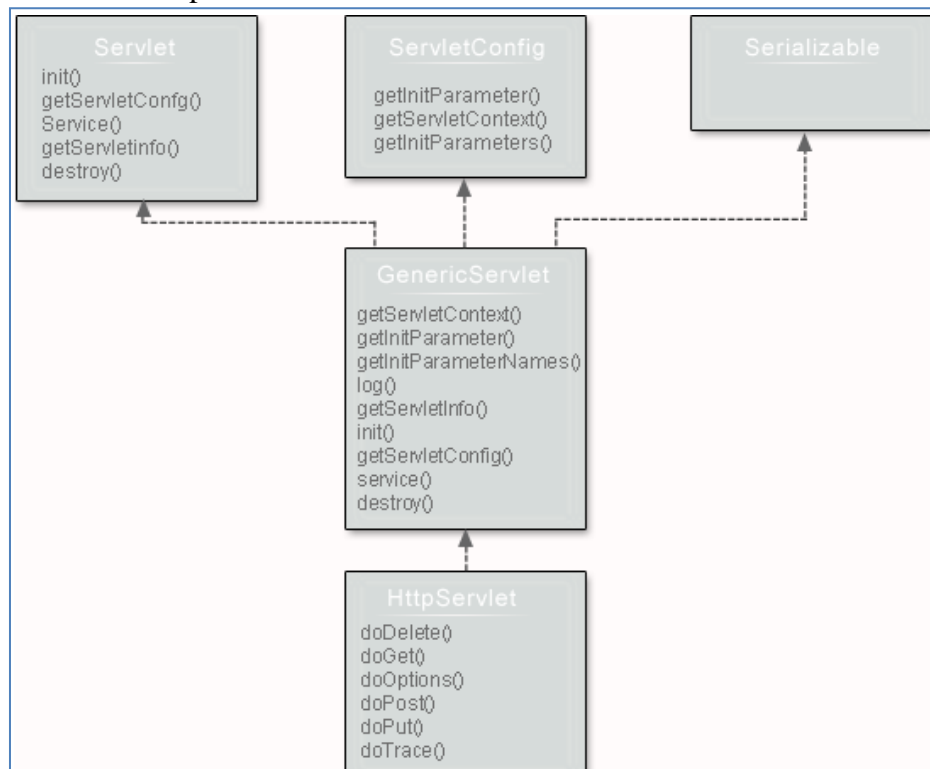 Servlet
init()
getServletConfg()
Service()
getServletinfo()
destroy()
ServletConfig
getInitParameter()
getServletContext()
getInitParameters()
Serializable
GenericServlet
getServletContext()
getInitParameter()
getInitParameterNames()
log()
getServletInfo()
init()
getServletConfig()
service()
destroy()
HttpServlet
doDelete()
doGet()
doOptions()
doPost()
doPut()
doTrace()